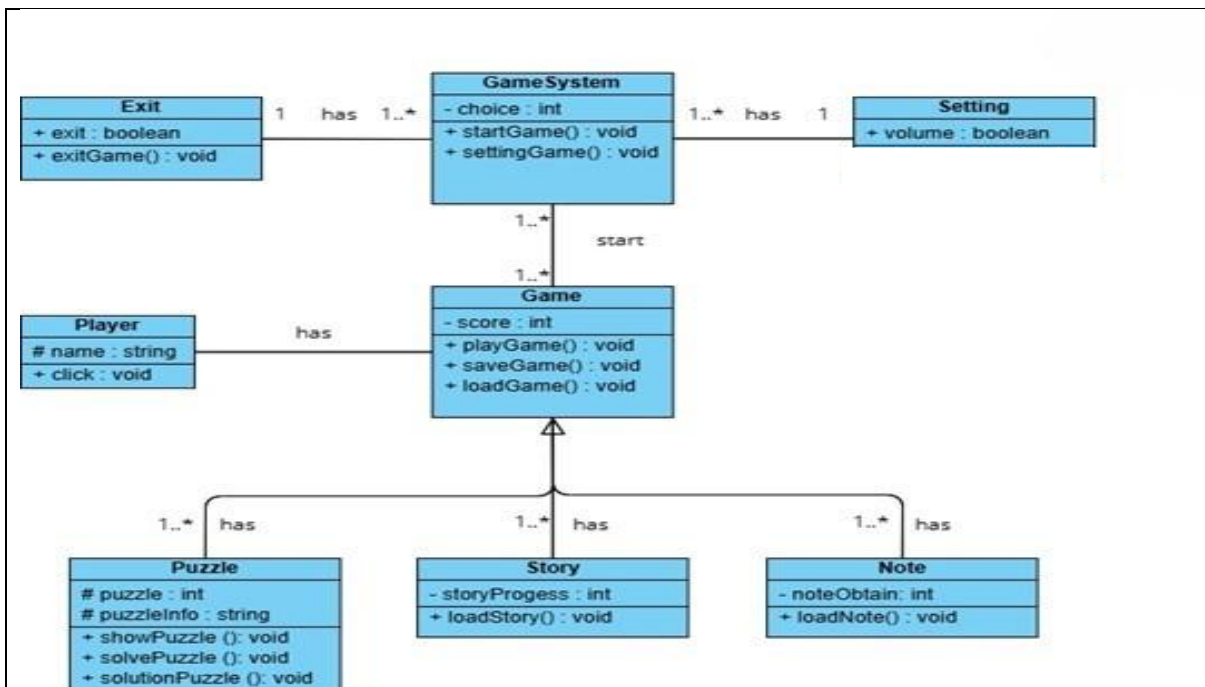 GameSystem
- choice : int
+ startGame() : void
+ settingGame() : void
Exit
+ exit : boolean
+ exitGame() : void
1 has 1..*
1..* has 1
Setting
+ volume : boolean
1..*
start
1..*
Game
- score : int
+ playGame() : void
+ saveGame() : void
+ loadGame() : void
Player
# name : string
+ click : void
has
1..* has
1..* has
1..* has
Puzzle
# puzzle : int
# puzzleInfo : string
+ showPuzzle (): void
+ solvePuzzle (): void
+ solutionPuzzle (): void
Story
- storyProgess : int
+ loadStory() : void
Note
- noteObtain: int
+ loadNote() : void